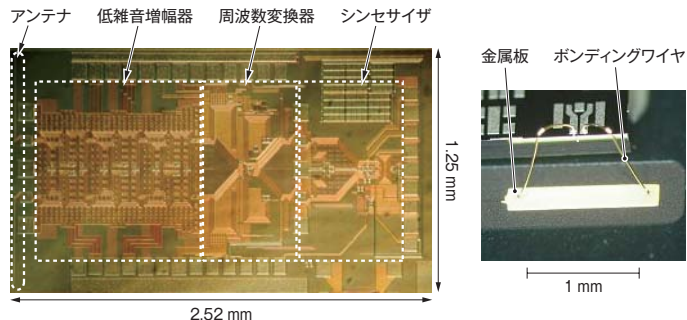 アンテナ
低雑音増幅器
周波数変換器
シンセサイザ
1.25 mm
2.52 mm
金属板
ボンディングワイヤ
1 mm